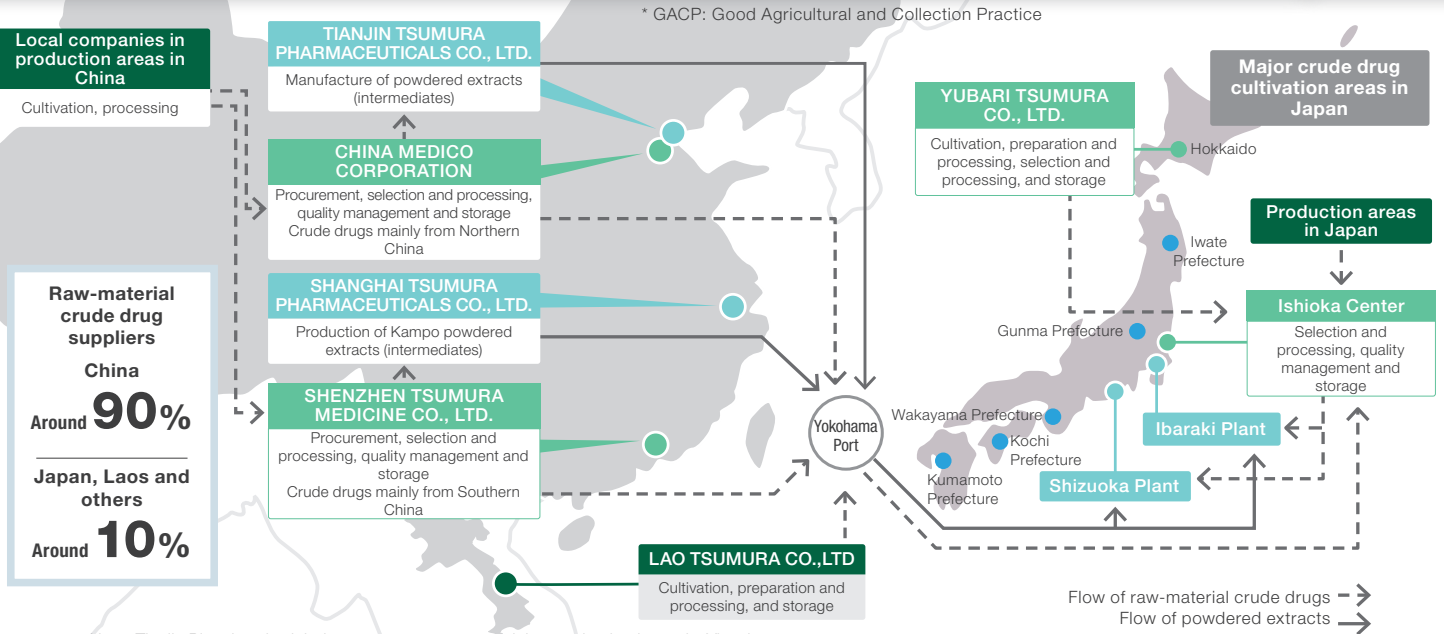 * GACP: Good Agricultural and Collection Practice
Local companies in
production areas in
China
Cultivation, processing
TIANJIN TSUMURA
PHARMACEUTICALS CO., LTD.
Manufacture of powdered extracts
(intermediates)
CHINA MEDICO
CORPORATION
Procurement, selection and processing,
quality management and storage
Crude drugs mainly from Northern
China
SHANGHAI TSUMURA
PHARMACEUTICALS CO., LTD.
Production of Kampo powdered
extracts (intermediates)
SHENZHEN TSUMURA
MEDICINE CO., LTD.
Procurement, selection and
processing, quality management and
storage
Crude drugs mainly from Southern
China
Raw-material
crude drug
suppliers
China
Around 90%
Japan, Laos and
others
Around 10%
LAO TSUMURA CO.,LTD
Cultivation, preparation and
processing, and storage
Yokohama
Port
YUBARI TSUMURA
CO., LTD.
Cultivation, preparation and
processing, selection and
processing, and storage
Major crude drug
cultivation areas in
Japan
Hokkaido
Iwate
Prefecture
Gunma Prefecture
Wakayama Prefecture
Kochi
Prefecture
Kumamoto
Prefecture
Production areas
in Japan
Ishioka Center
Selection and
processing, quality
management and
storage
Ibaraki Plant
Shizuoka Plant
Flow of raw-material crude drugs
Flow of powdered extracts